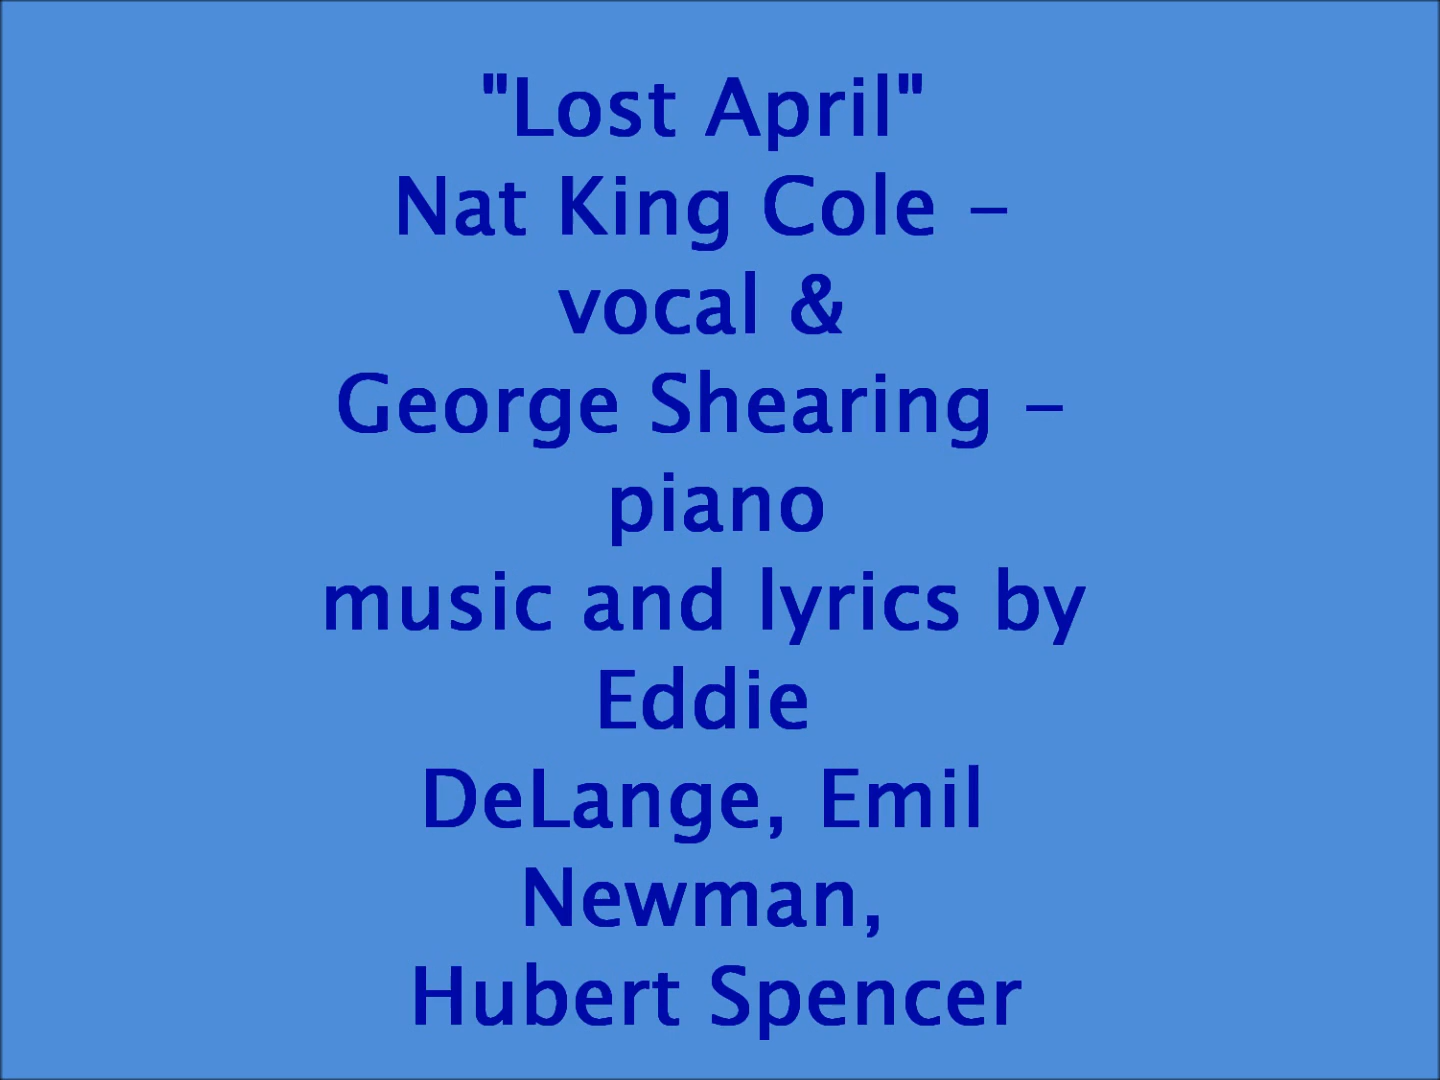 "Lost April"
Nat King Cole -
vocal &
George Shearing -
piano
music and lyrics by
Eddie
DeLange, Emil
Newman,
Hubert Spencer